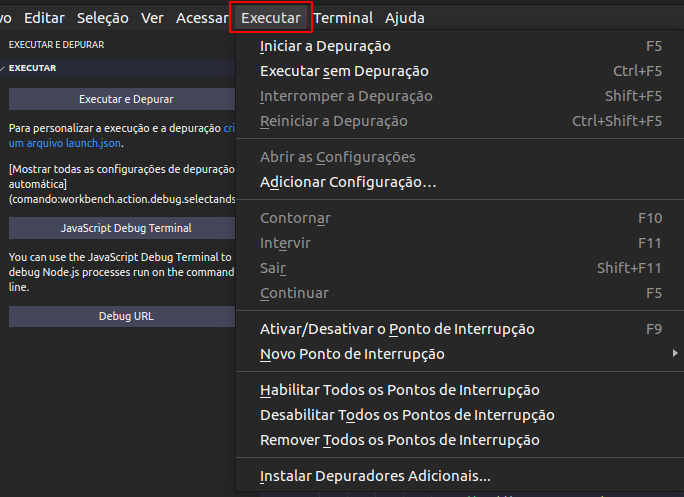 vo Editar Seleção Ver Acessar Executar Terminal Ajuda
EXECUTAR E DEPURAR
EXECUTAR
Executar e Depurar
Para personalizar a execução e a depuração cri
um arquivo launch.json.
[Mostrar todas as configurações de depuração
automática]
(comando:workbench.action.debug.selectands
JavaScript Debug Terminal
You can use the JavaScript Debug Terminal to
debug Node.js processes run on the command
line.
Debug URL
Iniciar a Depuração F5
Executar sem Depuração Ctrl+F5
Interromper a Depuração Shift+F5
Reiniciar a Depuração Ctrl+Shift+F5
Abrir as Configurações
Adicionar Configuração...
Contornar F10
Intervir F11
Sair Shift+F11
Continuar F5
Ativar/Desativar o Ponto de Interrupção F9
Novo Ponto de Interrupção
Habilitar Todos os Pontos de Interrupção
Desabilitar Todos os Pontos de Interrupção
Remover Todos os Pontos de Interrupção
Instalar Depuradores Adicionais...